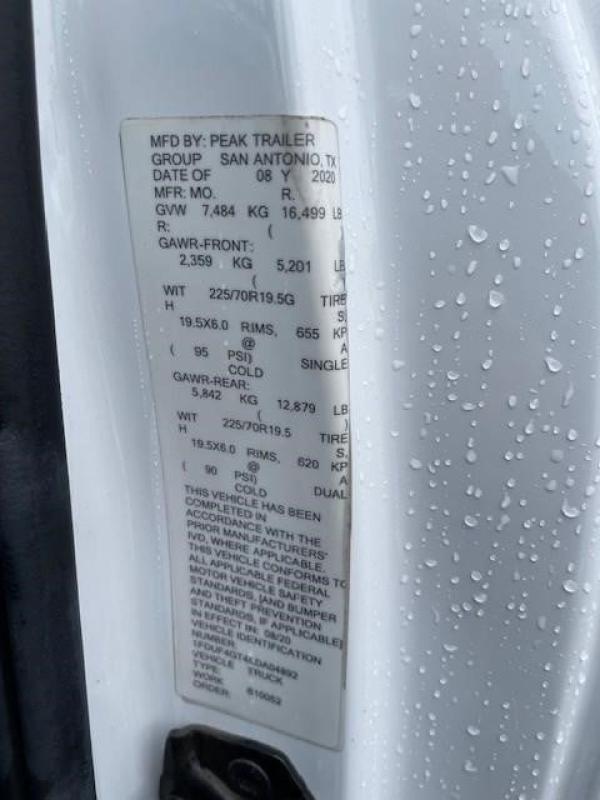 MFD BY: PEAK TRAILER
GROUP SAN ANTONIO, TX
DATE OF 08 Y 2020
MFR: MO. R.
GVW 7,484 KG 16,499 LB
R: (
GAWR-FRONT:
2,359 KG 5,201 LB
(
WIT 225/70R19.5G TIRE
H S,
19.5X6.0 RIMS, 655 KP
@ A
( 95 PSI)
COLD SINGLE
GAWR-REAR:
5,842 KG 12,879 LB
( )
WIT 225/70R19.5 TIRE
H S,
19.5X6.0 RIMS, 620 KP
@ A
( 90 PSI)
COLD DUAL
THIS VEHICLE HAS BEEN
COMPLETED IN
ACCORDANCE WITH THE
PRIOR MANUFACTURERS'
IVD, WHERE APPLICABLE.
THIS VEHICLE CONFORMS TO
ALL APPLICABLE FEDERAL
MOTOR VEHICLE SAFETY
STANDARDS, [AND BUMPER
AND THEFT PREVENTION
STANDARDS, IF APPLICABLE]
IN EFFECT IN: 08/20
VEHICLE IDENTIFICATION
NUMBER:
1FDUF4GT4LDA04892
VEHICLE TRUCK
TYPE:
WORK 610052
ORDER: